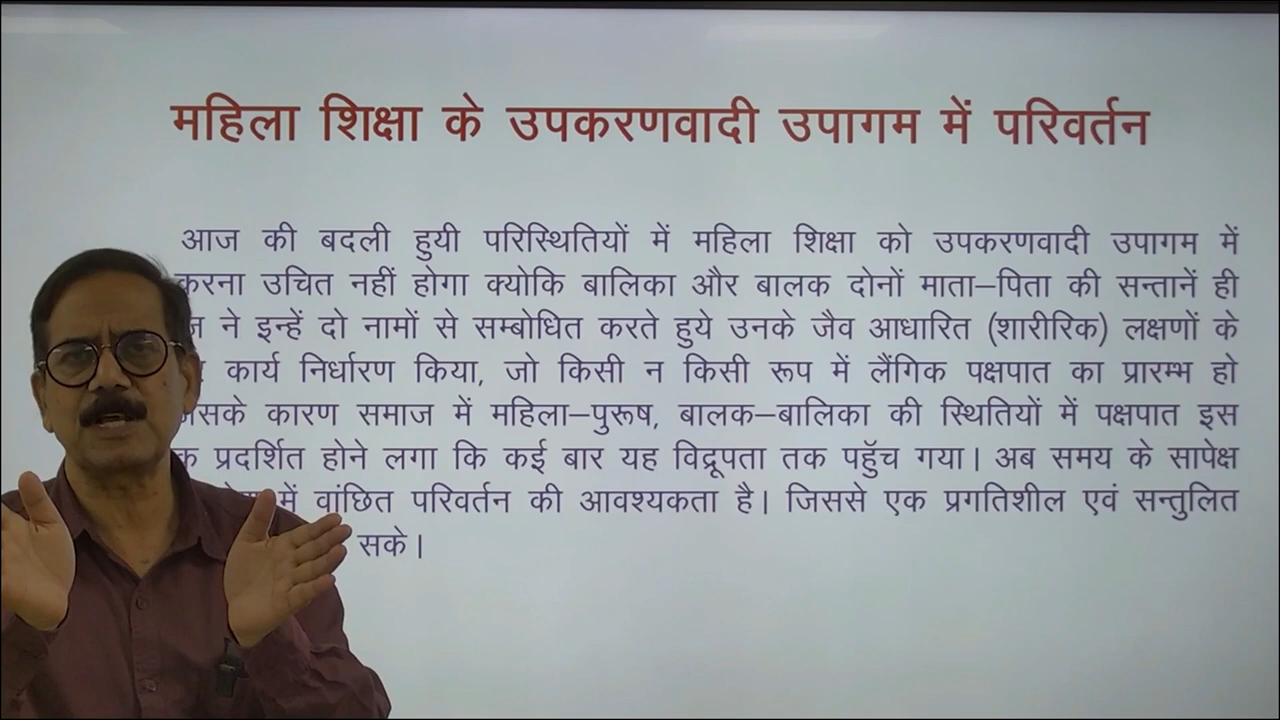 महिला शिक्षा के उपकरणवादी उपागम में परिवर्तन
आज की बदली हुयी परिस्थितियों में महिला शिक्षा को उपकरणवादी उपागम में
करना उचित नहीं होगा क्योकि बालिका और बालक दोनों माता–पिता की सन्तानें ही
ने इन्हें दो नामों से सम्बोधित करते हुये उनके जैव आधारित (शारीरिक) लक्षणों के
कार्य निर्धारण किया, जो किसी न किसी रूप में लैंगिक पक्षपात का प्रारम्भ हो
कारण समाज में महिला–पुरूष, बालक–बालिका की स्थितियों में पक्षपात इस
प्रदर्शित होने लगा कि कई बार यह विद्रूपता तक पहुॅच गया। अब समय के सापेक्ष
में वांछित परिवर्तन की आवश्यकता है। जिससे एक प्रगतिशील एवं सन्तुलित
सके।